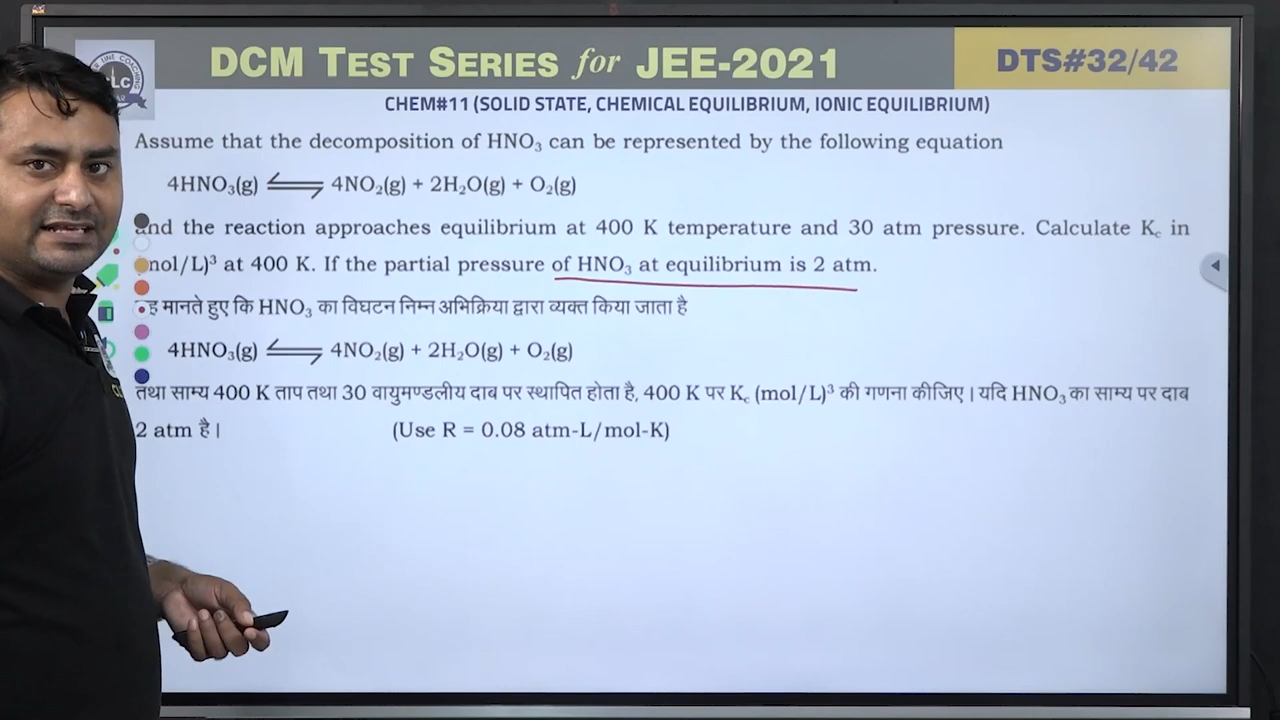 DCM TEST SERIES for JEE-2021
DTS#32/42
CHEM#11 (SOLID STATE, CHEMICAL EQUILIBRIUM, IONIC EQUILIBRIUM)
Assume that the decomposition of HNO₃ can be represented by the following equation
4HNO₃(g) ⇌ 4NO₂(g) + 2H₂O(g) + O₂(g)
and the reaction approaches equilibrium at 400 K temperature and 30 atm pressure. Calculate K꜀ in
mol/L)³ at 400 K. If the partial pressure of HNO₃ at equilibrium is 2 atm.
मानते हुए कि HNO₃ का विघटन निम्न अभिक्रिया द्वारा व्यक्त किया जाता है
4HNO₃(g) ⇌ 4NO₂(g) + 2H₂O(g) + O₂(g)
तथा साम्य 400 K ताप तथा 30 वायुमण्डलीय दाब पर स्थापित होता है, 400 K पर K꜀ (mol/L)³ की गणना कीजिए। यदि HNO₃ का साम्य पर दाब
2 atm है। (Use R = 0.08 atm-L/mol-K)